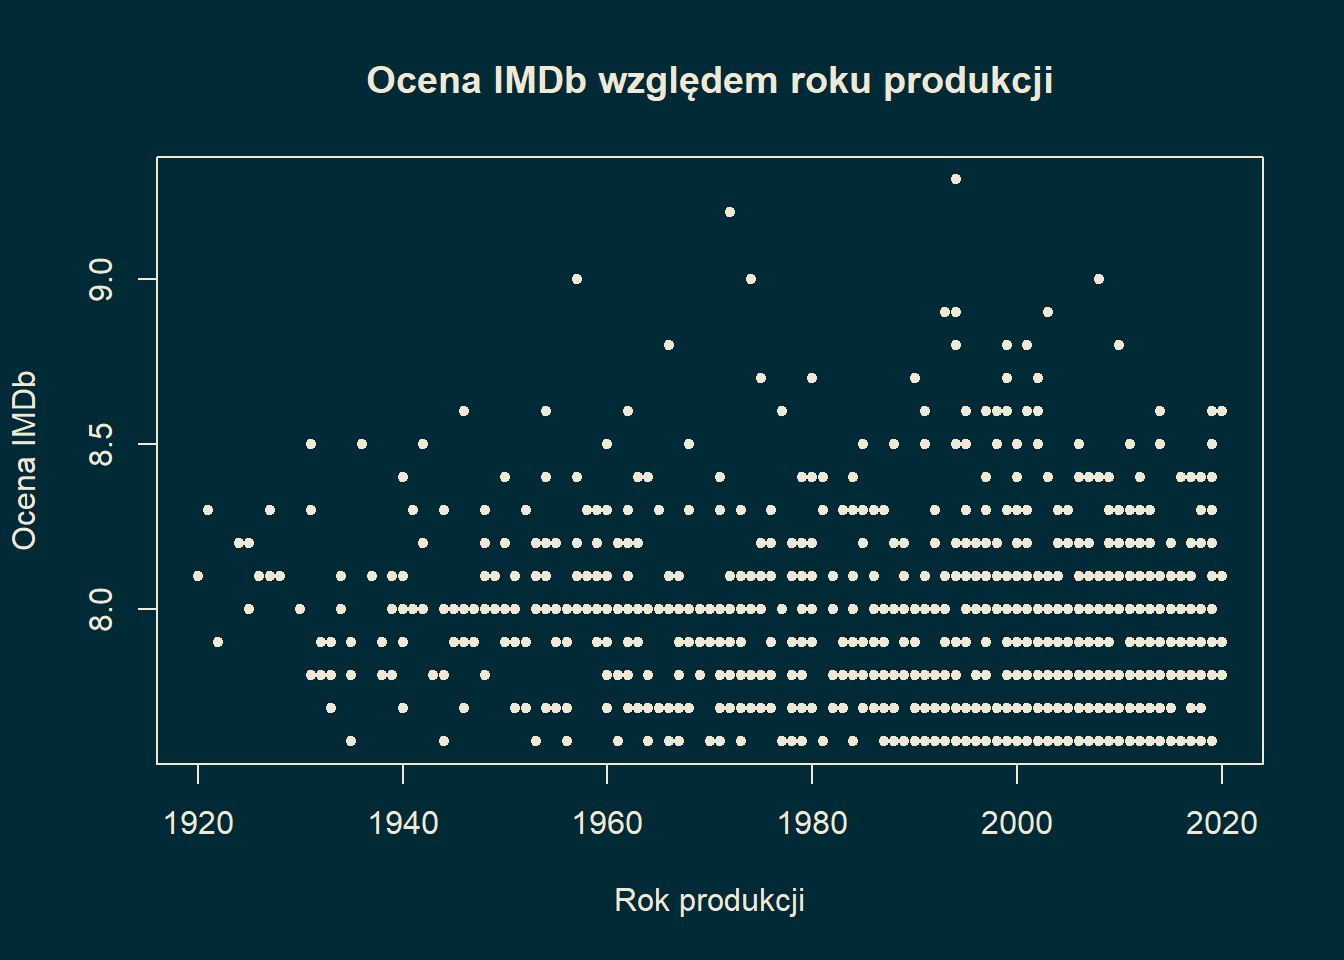 Ocena IMDb względem roku produkcji
Ocena IMDb
9.0
8.5
8.0
1920 1940 1960 1980 2000 2020
Rok produkcji